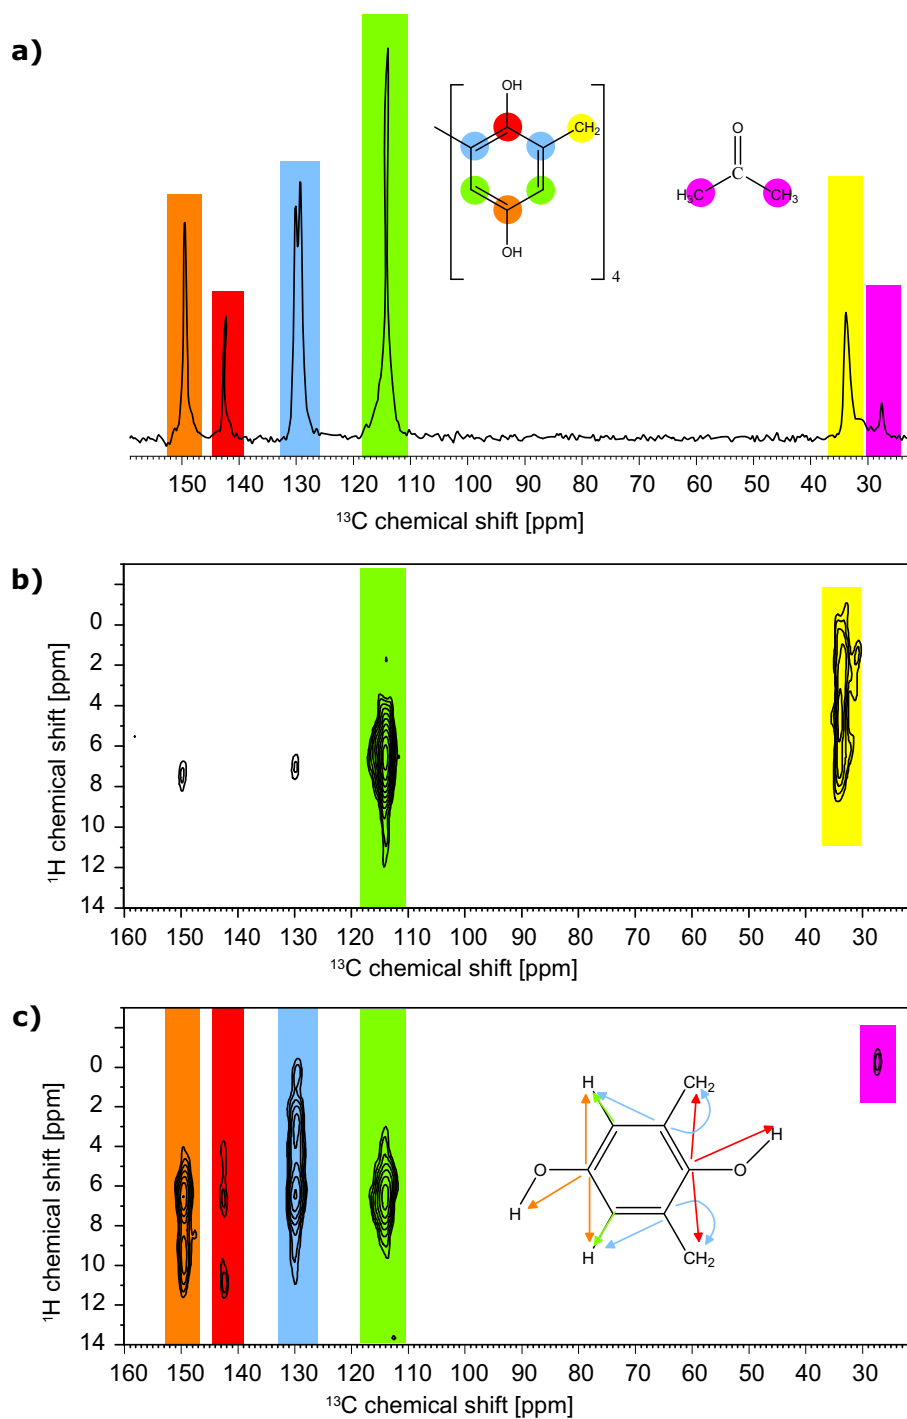 a)
OH
CH2
OH
4
O
C
H3C
CH3
150 140 130 120 110 100 90 80 70 60 50 40 30
13C chemical shift [ppm]
b)
1H chemical shift [ppm]
0
2
4
6
8
10
12
14
160 150 140 130 120 110 100 90 80 70 60 50 40 30
13C chemical shift [ppm]
c)
1H chemical shift [ppm]
0
2
4
6
8
10
12
14
H
CH2
H
O
O
H
H
CH2
160 150 140 130 120 110 100 90 80 70 60 50 40 30
13C chemical shift [ppm]